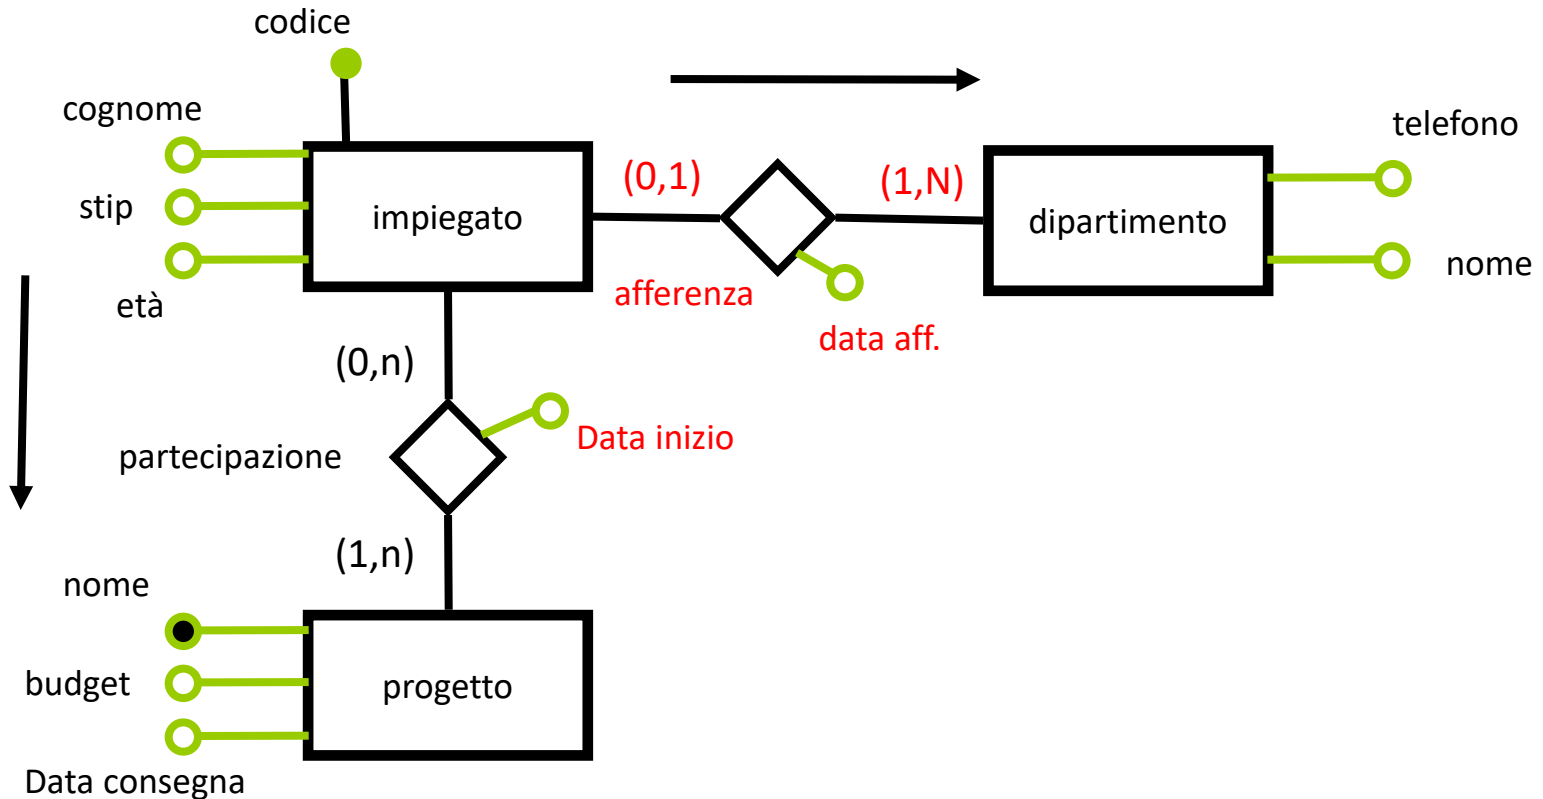 codice
cognome
stip
età
impiegato
(0,1)
afferenza
(1,N)
data aff.
dipartimento
telefono
nome
(0,n)
partecipazione
Data inizio
(1,n)
nome
budget
Data consegna
progetto